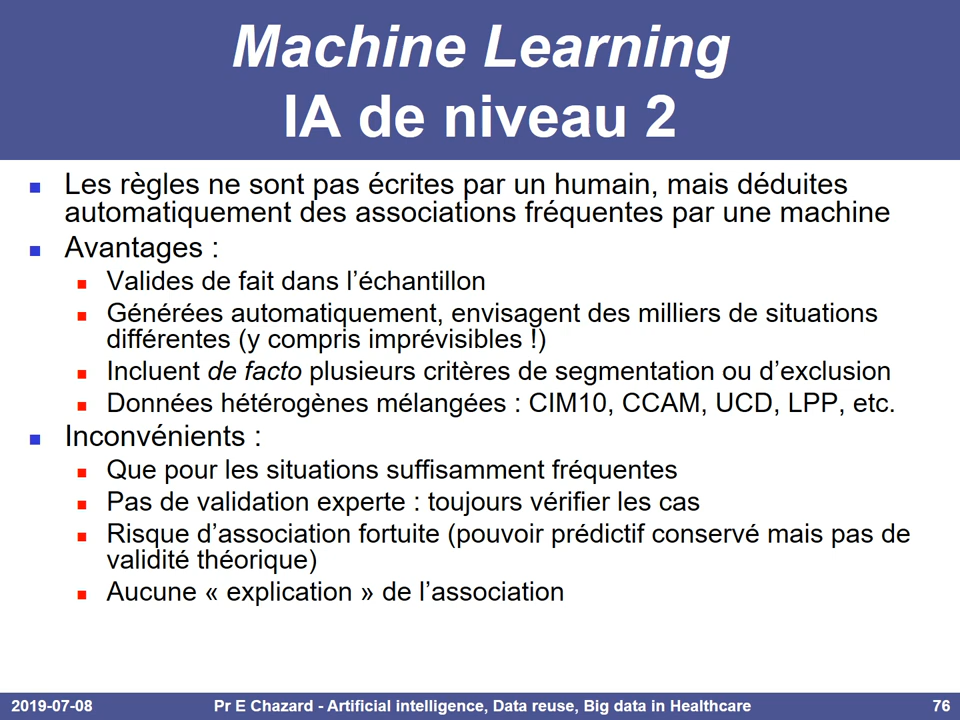 Machine Learning
IA de niveau 2
Les règles ne sont pas écrites par un humain, mais déduites
automatiquement des associations fréquentes par une machine
Avantages :
Valides de fait dans l’échantillon
Générées automatiquement, envisagent des milliers de situations
différentes (y compris imprévisibles !)
Incluent de facto plusieurs critères de segmentation ou d’exclusion
Données hétérogènes mélangées : CIM10, CCAM, UCD, LPP, etc.
Inconvénients :
Que pour les situations suffisamment fréquentes
Pas de validation experte : toujours vérifier les cas
Risque d’association fortuite (pouvoir prédictif conservé mais pas de
validité théorique)
Aucune « explication » de l’association
2019-07-08 Pr E Chazard - Artificial intelligence, Data reuse, Big data in Healthcare 76